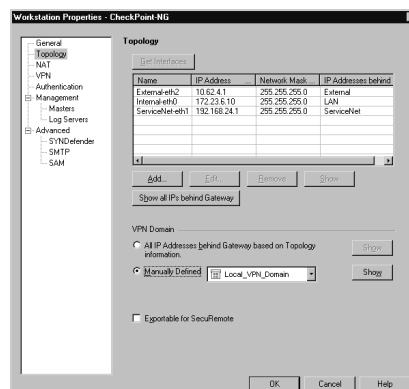 Workstation Properties - CheckPoint-NG
General
Topology
NAT
VPN
Authentication
Management
Masters
Log Servers
Advanced
SYNDefender
SMTP
SAM
Topology
Get Interfaces
Name IP Address ... Network Mask ... IP Addresses behind
External-eth2 10.62.4.1 255.255.255.0 External
Internal-eth0 172.23.6.10 255.255.255.0 LAN
ServiceNet-eth1 192.168.24.1 255.255.255.0 ServiceNet
Add... Edit... Remove Show
Show all IPs behind Gateway
VPN Domain
All IP Addresses behind Gateway based on Topology
information.
Show
Manually Defined Local_VPN_Domain Show
Exportable for SecuRemote
OK Cancel Help